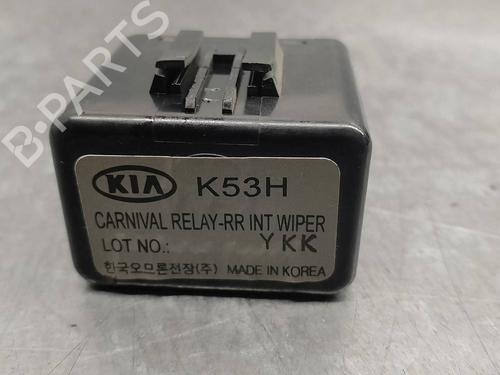 KIA K53H
CARNIVAL RELAY-RR INT WIPER
LOT NO.: YKK
한국오므론전장(주) MADE IN KOREA
B-PARTS